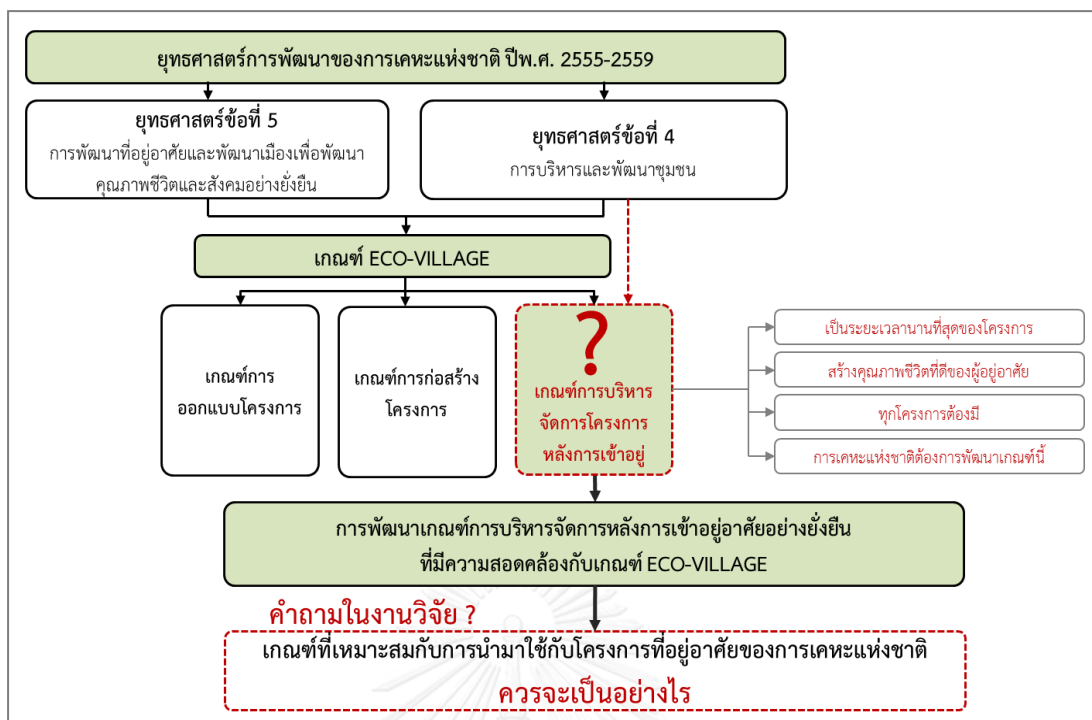 ยุทธศาสตร์การพัฒนาของการเคหะแห่งชาติ ปีพ.ศ. 2555-2559
ยุทธศาสตร์ข้อที่ 5
การพัฒนาที่อยู่อาศัยและพัฒนาเมืองเพื่อพัฒนา
คุณภาพชีวิตและสังคมอย่างยั่งยืน
ยุทธศาสตร์ข้อที่ 4
การบริหารและพัฒนาชุมชน
เกณฑ์ ECO-VILLAGE
เกณฑ์การ
ออกแบบโครงการ
เกณฑ์การก่อสร้าง
โครงการ
?
เกณฑ์การบริหาร
จัดการโครงการ
หลังการเข้าอยู่
เป็นระยะเวลานานที่สุดของโครงการ
สร้างคุณภาพชีวิตที่ดีของผู้อยู่อาศัย
ทุกโครงการต้องมี
การเคหะแห่งชาติต้องการพัฒนาเกณฑ์นี้
การพัฒนาเกณฑ์การบริหารจัดการหลังการเข้าอยู่อาศัยอย่างยั่งยืน
ที่มีความสอดคล้องกับเกณฑ์ ECO-VILLAGE
คำถามในงานวิจัย ?
เกณฑ์ที่เหมาะสมกับการนำมาใช้กับโครงการที่อยู่อาศัยของการเคหะแห่งชาติ
ควรจะเป็นอย่างไร